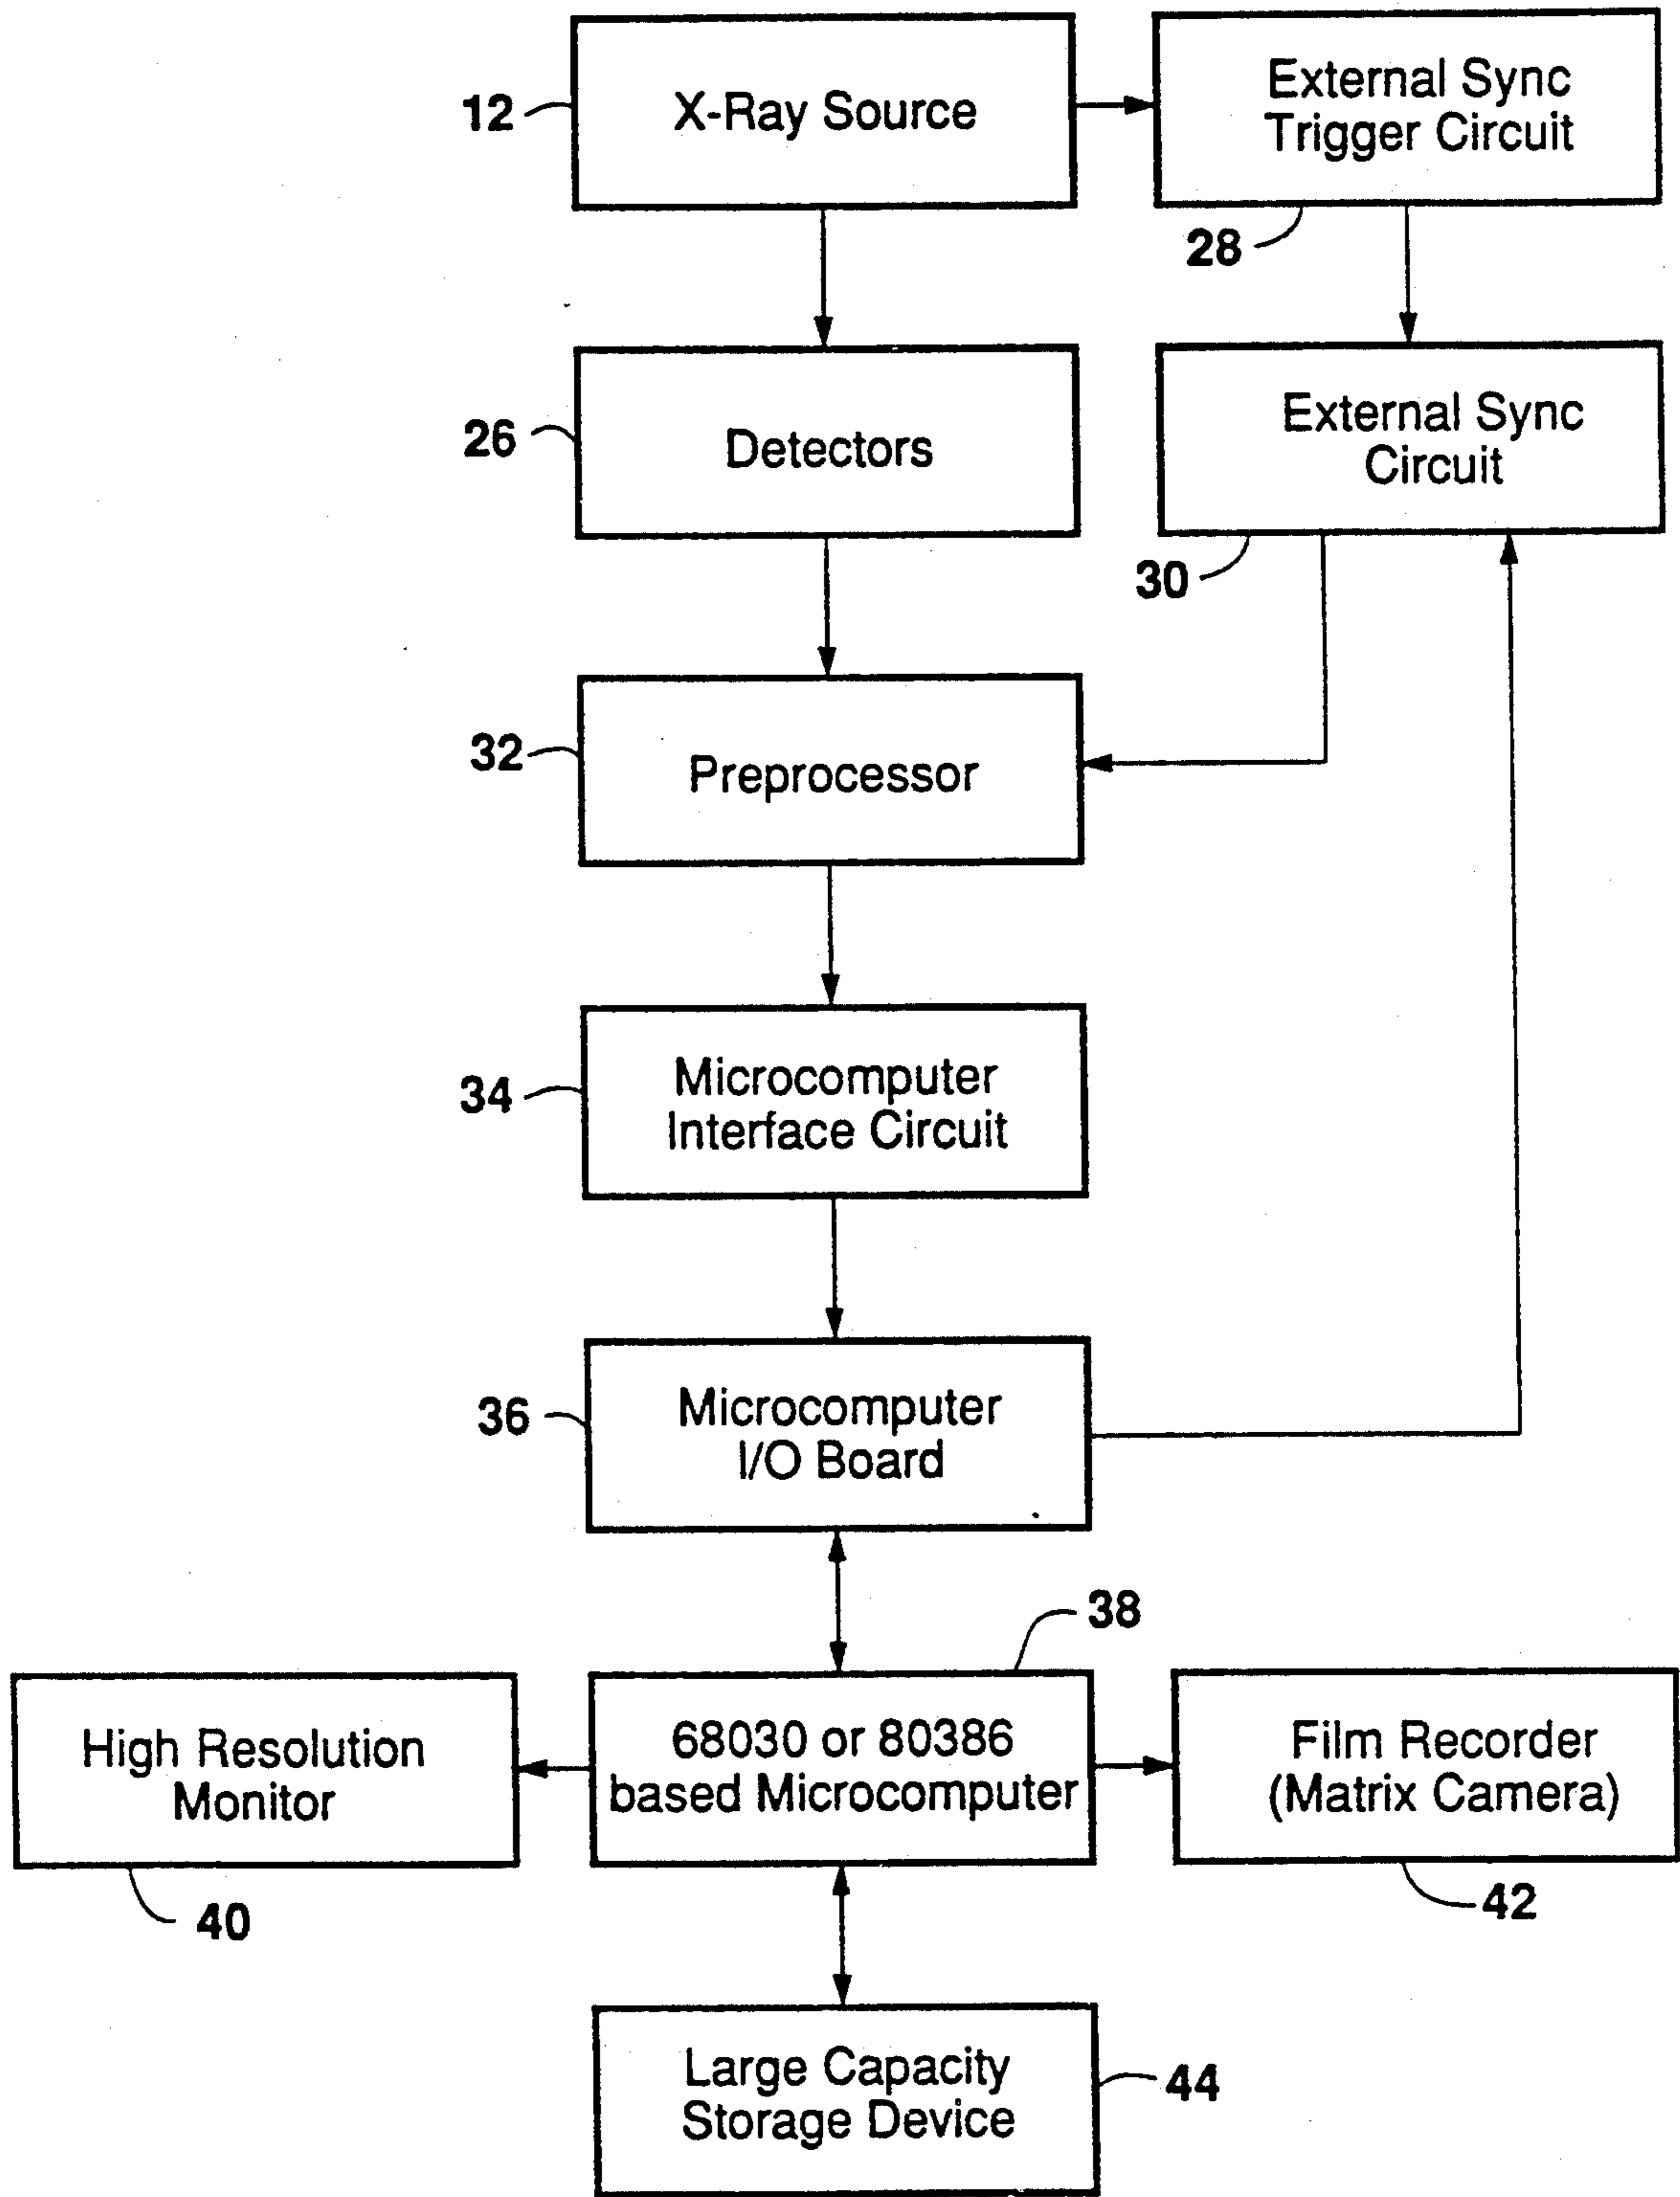 X-Ray Source
12
External Sync
Trigger Circuit
28
Detectors
26
External Sync
Circuit
30
Preprocessor
32
Microcomputer
Interface Circuit
34
Microcomputer
I/O Board
36
38
High Resolution
Monitor
40
68030 or 80386
based Microcomputer
Film Recorder
(Matrix Camera)
42
Large Capacity
Storage Device
44